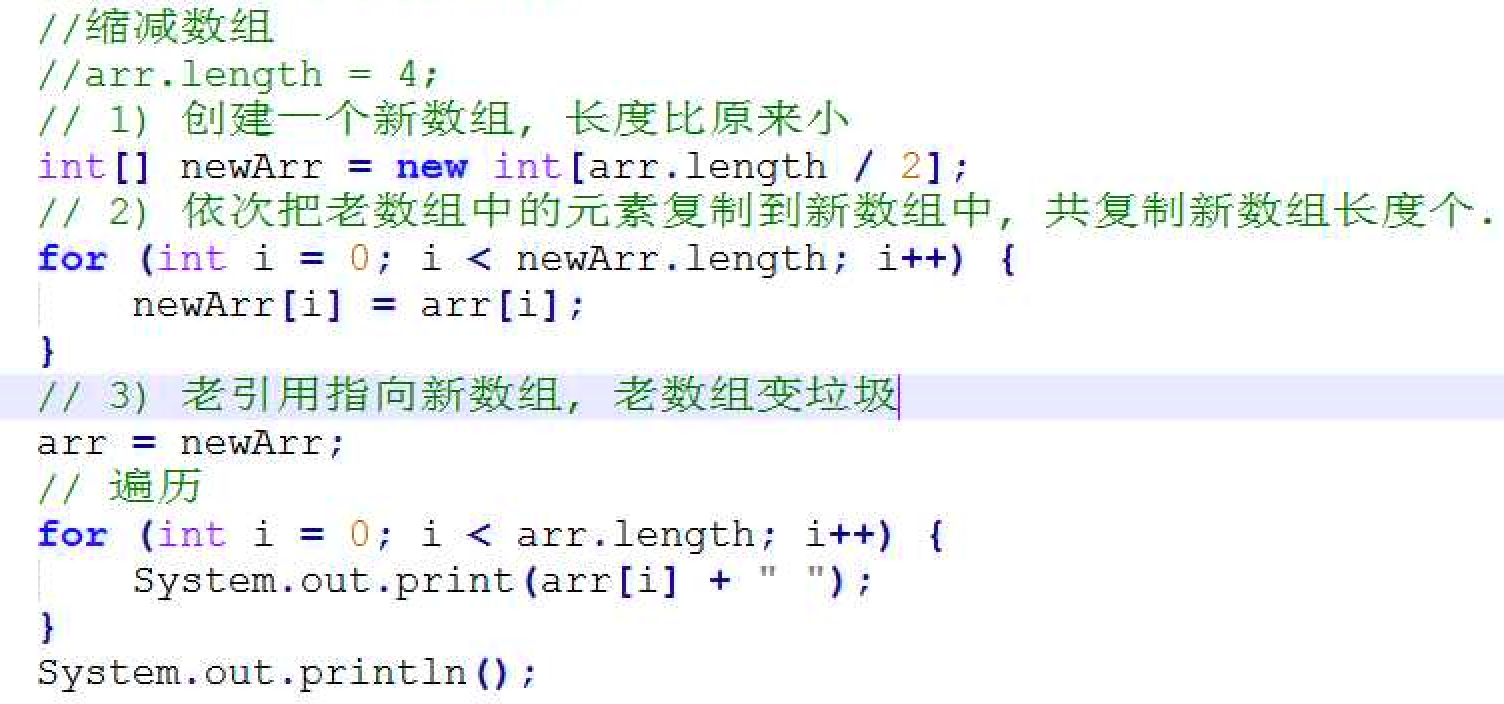 //缩减数组
//arr.length = 4;
// 1) 创建一个新数组, 长度比原来小
int[] newArr = new int[arr.length / 2];
// 2) 依次把老数组中的元素复制到新数组中, 共复制新数组长度个.
for (int i = 0; i < newArr.length; i++) {
    newArr[i] = arr[i];
}
// 3) 老引用指向新数组, 老数组变垃圾
arr = newArr;
// 遍历
for (int i = 0; i < arr.length; i++) {
    System.out.print(arr[i] + " ");
}
System.out.println();